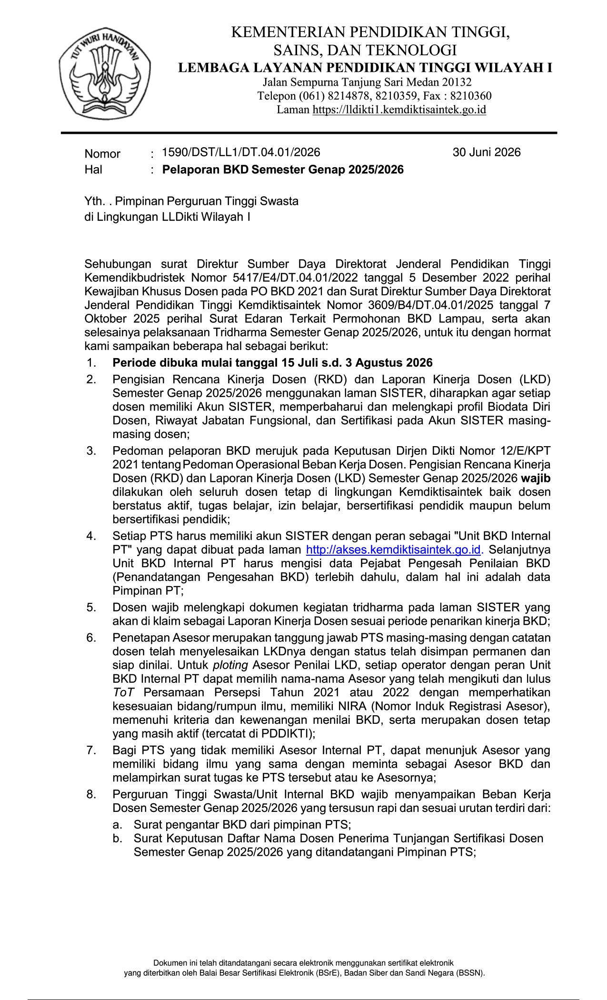 TUT WURI HANDAYANI
KEMENTERIAN PENDIDIKAN TINGGI,
SAINS, DAN TEKNOLOGI
LEMBAGA LAYANAN PENDIDIKAN TINGGI WILAYAH I
Jalan Sempurna Tanjung Sari Medan 20132
Telepon (061) 8214878, 8210359, Fax : 8210360
Laman https://lldikti1.kemdiktisaintek.go.id
Nomor : 1590/DST/LL1/DT.04.01/2026 30 Juni 2026
Hal : Pelaporan BKD Semester Genap 2025/2026
Yth. . Pimpinan Perguruan Tinggi Swasta
di Lingkungan LLDikti Wilayah I
Sehubungan surat Direktur Sumber Daya Direktorat Jenderal Pendidikan Tinggi
Kemendikbudristek Nomor 5417/E4/DT.04.01/2022 tanggal 5 Desember 2022 perihal
Kewajiban Khusus Dosen pada PO BKD 2021 dan Surat Direktur Sumber Daya Direktorat
Jenderal Pendidikan Tinggi Kemdiktisaintek Nomor 3609/B4/DT.04.01/2025 tanggal 7
Oktober 2025 perihal Surat Edaran Terkait Permohonan BKD Lampau, serta akan
selesainya pelaksanaan Tridharma Semester Genap 2025/2026, untuk itu dengan hormat
kami sampaikan beberapa hal sebagai berikut:
1. Periode dibuka mulai tanggal 15 Juli s.d. 3 Agustus 2026
2. Pengisian Rencana Kinerja Dosen (RKD) dan Laporan Kinerja Dosen (LKD)
Semester Genap 2025/2026 menggunakan laman SISTER, diharapkan agar setiap
dosen memiliki Akun SISTER, memperbaharui dan melengkapi profil Biodata Diri
Dosen, Riwayat Jabatan Fungsional, dan Sertifikasi pada Akun SISTER masing-
masing dosen;
3. Pedoman pelaporan BKD merujuk pada Keputusan Dirjen Dikti Nomor 12/E/KPT
2021 tentang Pedoman Operasional Beban Kerja Dosen. Pengisian Rencana Kinerja
Dosen (RKD) dan Laporan Kinerja Dosen (LKD) Semester Genap 2025/2026 wajib
dilakukan oleh seluruh dosen tetap di lingkungan Kemdiktisaintek baik dosen
berstatus aktif, tugas belajar, izin belajar, bersertifikasi pendidik maupun belum
bersertifikasi pendidik;
4. Setiap PTS harus memiliki akun SISTER dengan peran sebagai "Unit BKD Internal
PT" yang dapat dibuat pada laman http://akses.kemdiktisaintek.go.id. Selanjutnya
Unit BKD Internal PT harus mengisi data Pejabat Pengesah Penilaian BKD
(Penandatangan Pengesahan BKD) terlebih dahulu, dalam hal ini adalah data
Pimpinan PT;
5. Dosen wajib melengkapi dokumen kegiatan tridharma pada laman SISTER yang
akan di klaim sebagai Laporan Kinerja Dosen sesuai periode penarikan kinerja BKD;
6. Penetapan Asesor merupakan tanggung jawab PTS masing-masing dengan catatan
dosen telah menyelesaikan LKDnya dengan status telah disimpan permanen dan
siap dinilai. Untuk ploting Asesor Penilai LKD, setiap operator dengan peran Unit
BKD Internal PT dapat memilih nama-nama Asesor yang telah mengikuti dan lulus
ToT Persamaan Persepsi Tahun 2021 atau 2022 dengan memperhatikan
kesesuaian bidang/rumpun ilmu, memiliki NIRA (Nomor Induk Registrasi Asesor),
memenuhi kriteria dan kewenangan menilai BKD, serta merupakan dosen tetap
yang masih aktif (tercatat di PDDIKTI);
7. Bagi PTS yang tidak memiliki Asesor Internal PT, dapat menunjuk Asesor yang
memiliki bidang ilmu yang sama dengan meminta sebagai Asesor BKD dan
melampirkan surat tugas ke PTS tersebut atau ke Asesornya;
8. Perguruan Tinggi Swasta/Unit Internal BKD wajib menyampaikan Beban Kerja
Dosen Semester Genap 2025/2026 yang tersusun rapi dan sesuai urutan terdiri dari:
a. Surat pengantar BKD dari pimpinan PTS;
b. Surat Keputusan Daftar Nama Dosen Penerima Tunjangan Sertifikasi Dosen
Semester Genap 2025/2026 yang ditandatangani Pimpinan PTS;
Dokumen ini telah ditandatangani secara elektronik menggunakan sertifikat elektronik
yang diterbitkan oleh Balai Besar Sertifikasi Elektronik (BSrE), Badan Siber dan Sandi Negara (BSSN).